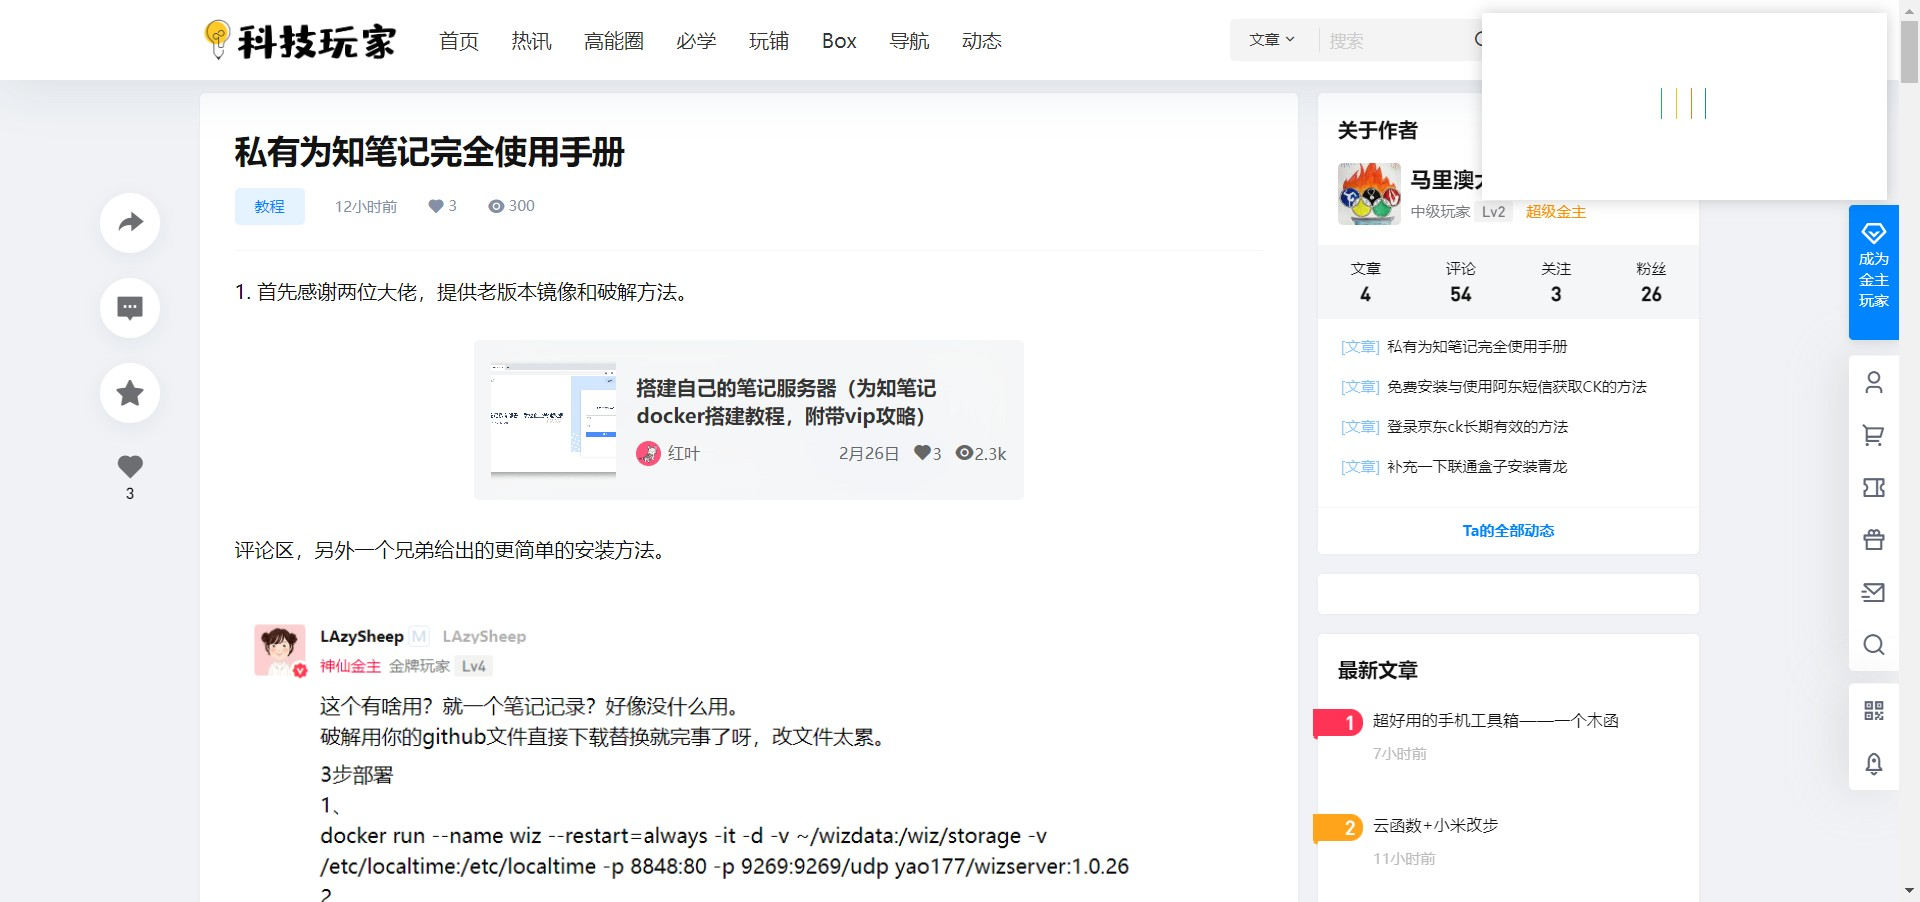 科技玩家
首页 热讯 高能圈 必学 玩铺 Box 导航 动态
文章 搜索
私有为知笔记完全使用手册
教程 12小时前 3 300
1. 首先感谢两位大佬，提供老版本镜像和破解方法。
搭建自己的笔记服务器（为知笔记
docker搭建教程，附带vip攻略）
红叶 2月26日 3 2.3k
评论区，另外一个兄弟给出的更简单的安装方法。
LAzySheep M LAzySheep
神仙金主 金牌玩家 Lv4
这个有啥用？就一个笔记记录？好像没什么用。
破解用你的github文件直接下载替换就完事了呀，改文件太累。
3步部署
1、
docker run --name wiz --restart=always -it -d -v ~/wizdata:/wiz/storage -v
/etc/localtime:/etc/localtime -p 8848:80 -p 9269:9269/udp yao177/wizserver:1.0.26
3
关于作者
马里澳
中级玩家 Lv2 超级金主
文章 评论 关注 粉丝
4 54 3 26
[文章] 私有为知笔记完全使用手册
[文章] 免费安装与使用阿东短信获取CK的方法
[文章] 登录京东ck长期有效的方法
[文章] 补充一下联通盒子安装青龙
Ta的全部动态
最新文章
1 超好用的手机工具箱——一个木函
7小时前
2 云函数+小米改步
11小时前
成为
金主
玩家